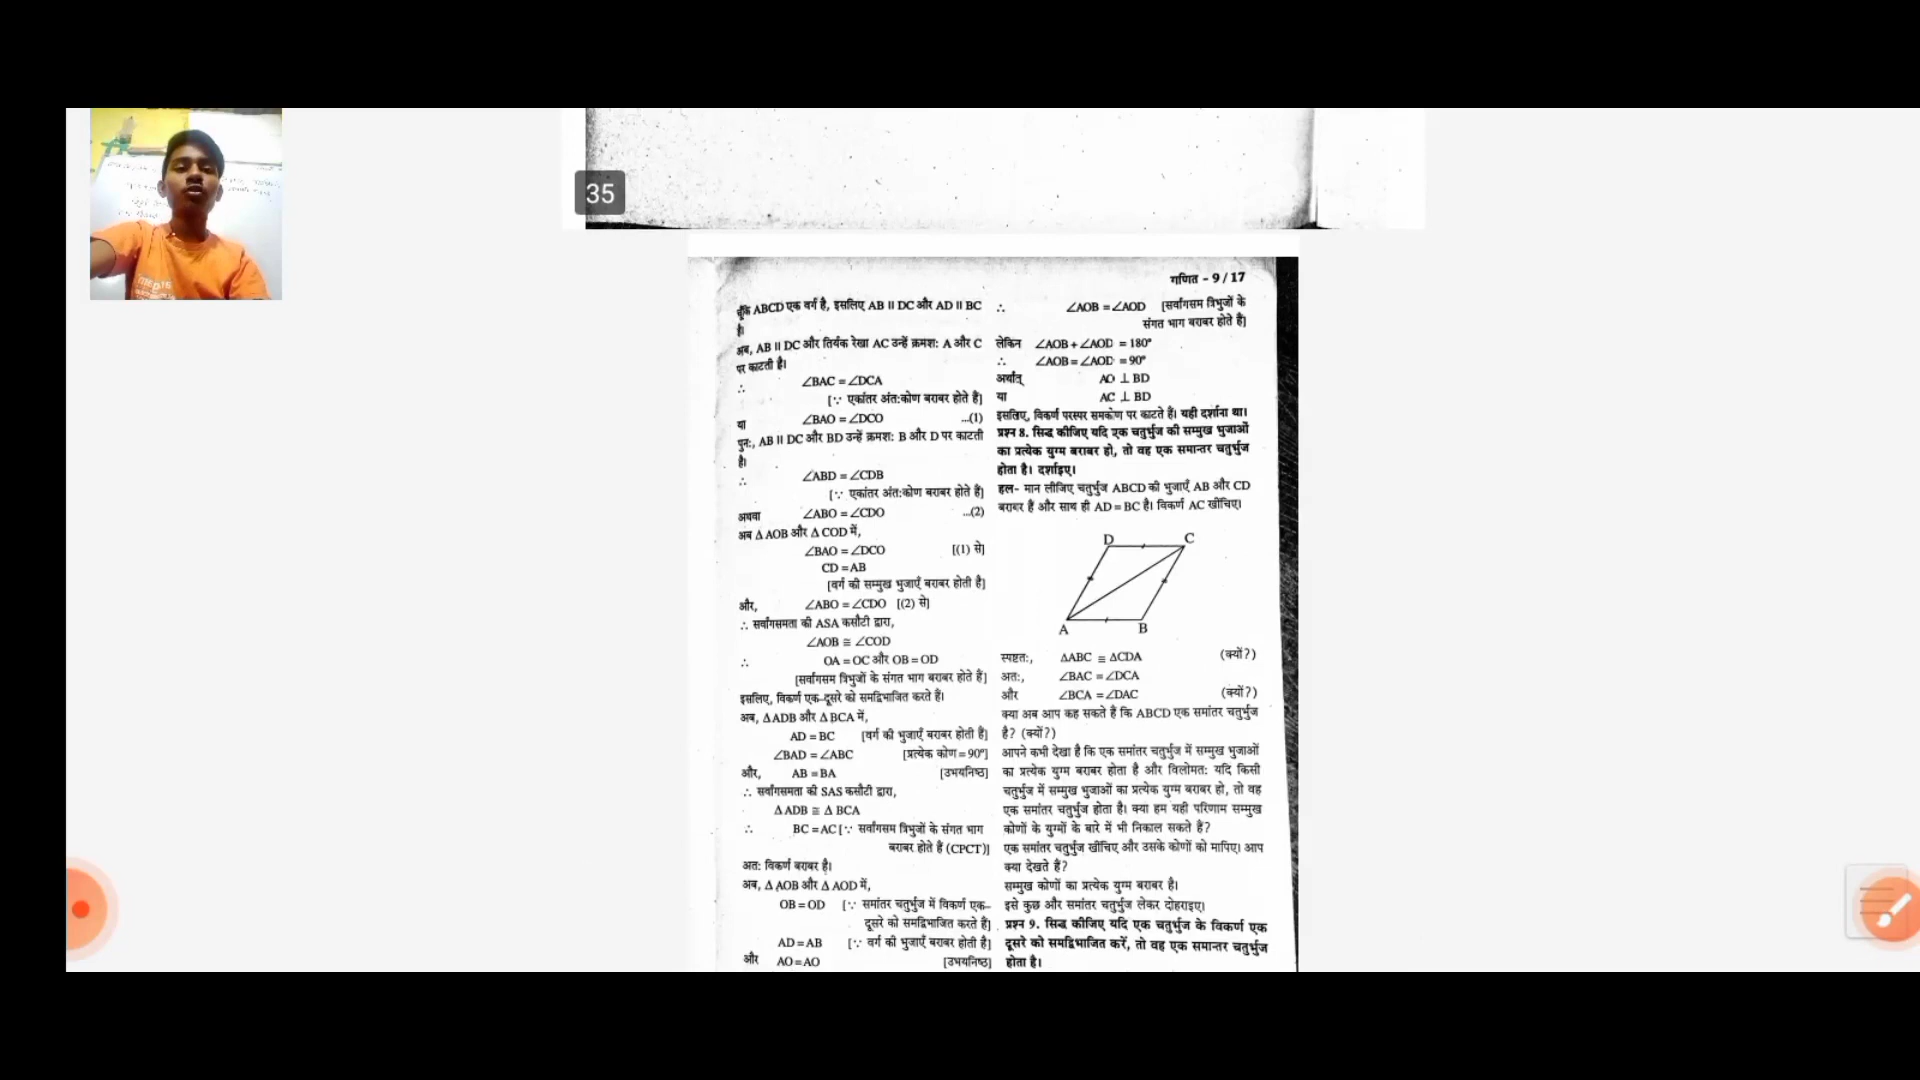 35
गणित - 9/17
चूँकि ABCD एक वर्ग है, इसलिए AB II DC और AD II BC
है।
अब, AB II DC और तिर्यक रेखा AC उन्हें क्रमश: A और C
पर काटती है।
∴ ∠BAC = ∠DCA
[∵ एकांतर अंत:कोण बराबर होते हैं]
या ∠BAO = ∠DCO ...(1)
पुन:, AB II DC और BD उन्हें क्रमश: B और D पर काटती
है।
∴ ∠ABD = ∠CDB
[∵ एकांतर अंत:कोण बराबर होते हैं]
अथवा ∠ABO = ∠CDO ...(2)
अब Δ AOB और Δ COD में,
∠BAO = ∠DCO [(1) से]
CD = AB
[वर्ग की सम्मुख भुजाएँ बराबर होती है]
और, ∠ABO = ∠CDO [(2) से]
∴ सर्वांगसमता की ASA कसौटी द्वारा,
∠AOB ≅ ∠COD
∴ OA = OC और OB = OD
[सर्वांगसम त्रिभुजों के संगत भाग बराबर होते हैं]
इसलिए, विकर्ण एक-दूसरे को समद्विभाजित करते हैं।
अब, Δ ADB और Δ BCA में,
AD = BC [वर्ग की भुजाएँ बराबर होती हैं]
∠BAD = ∠ABC [प्रत्येक कोण = 90°]
और, AB = BA [उभयनिष्ठ]
∴ सर्वांगसमता की SAS कसौटी द्वारा,
Δ ADB ≅ Δ BCA
∴ BC = AC [∵ सर्वांगसम त्रिभुजों के संगत भाग
बराबर होते हैं (CPCT)]
अत: विकर्ण बराबर है।
अब, Δ AOB और Δ AOD में,
OB = OD [∵ समांतर चतुर्भुज में विकर्ण एक-
दूसरे को समद्विभाजित करते हैं]
AD = AB [∵ वर्ग की भुजाएँ बराबर होती है]
और AO = AO [उभयनिष्ठ]
∴ ∠AOB = ∠AOD [सर्वांगसम त्रिभुजों के
संगत भाग बराबर होते हैं]
लेकिन ∠AOB + ∠AOD = 180°
∴ ∠AOB = ∠AOD = 90°
अर्थात् AO ⊥ BD
या AC ⊥ BD
इसलिए, विकर्ण परस्पर समकोण पर काटते हैं। यही दर्शाना था।
प्रश्न 8. सिद्ध कीजिए यदि एक चतुर्भुज की सम्मुख भुजाओं
का प्रत्येक युग्म बराबर हो, तो वह एक समान्तर चतुर्भुज
होता है। दर्शाइए।
हल- मान लीजिए चतुर्भुज ABCD की भुजाएँ AB और CD
बराबर हैं और साथ ही AD = BC है। विकर्ण AC खींचिए।
D C
A B
स्पष्टत:, ΔABC ≅ ΔCDA (क्यों?)
अत:, ∠BAC = ∠DCA
और ∠BCA = ∠DAC (क्यों?)
क्या अब आप कह सकते हैं कि ABCD एक समांतर चतुर्भुज
है? (क्यों?)
आपने कभी देखा है कि एक समांतर चतुर्भुज में सम्मुख भुजाओं
का प्रत्येक युग्म बराबर होता है और विलोमत: यदि किसी
चतुर्भुज में सम्मुख भुजाओं का प्रत्येक युग्म बराबर हो, तो वह
एक समांतर चतुर्भुज होता है। क्या हम यही परिणाम सम्मुख
कोणों के युग्मों के बारे में भी निकाल सकते हैं?
एक समांतर चतुर्भुज खींचिए और उसके कोणों को मापिए। आप
क्या देखते हैं?
सम्मुख कोणों का प्रत्येक युग्म बराबर है।
इसे कुछ और समांतर चतुर्भुज लेकर दोहराइए।
प्रश्न 9. सिद्ध कीजिए यदि एक चतुर्भुज के विकर्ण एक
दूसरे को समद्विभाजित करें, तो वह एक समान्तर चतुर्भुज
होता है।